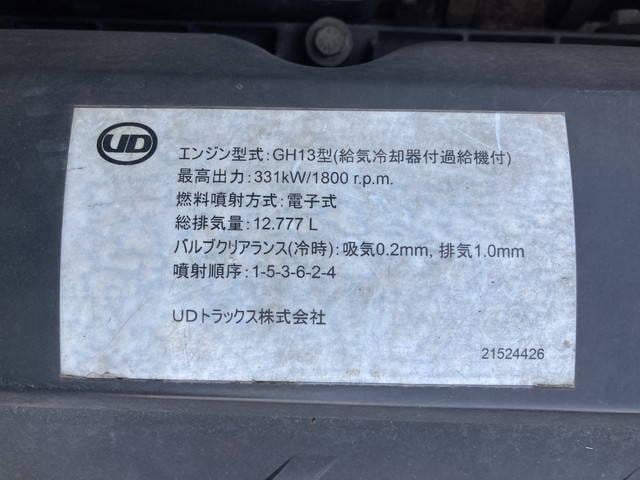 UD
エンジン型式:GH13型(給気冷却器付過給機付)
最高出力:331kW/1800 r.p.m.
燃料噴射方式:電子式
総排気量:12.777 L
バルブクリアランス(冷時):吸気0.2mm, 排気1.0mm
噴射順序:1-5-3-6-2-4
UDトラックス株式会社
21524426